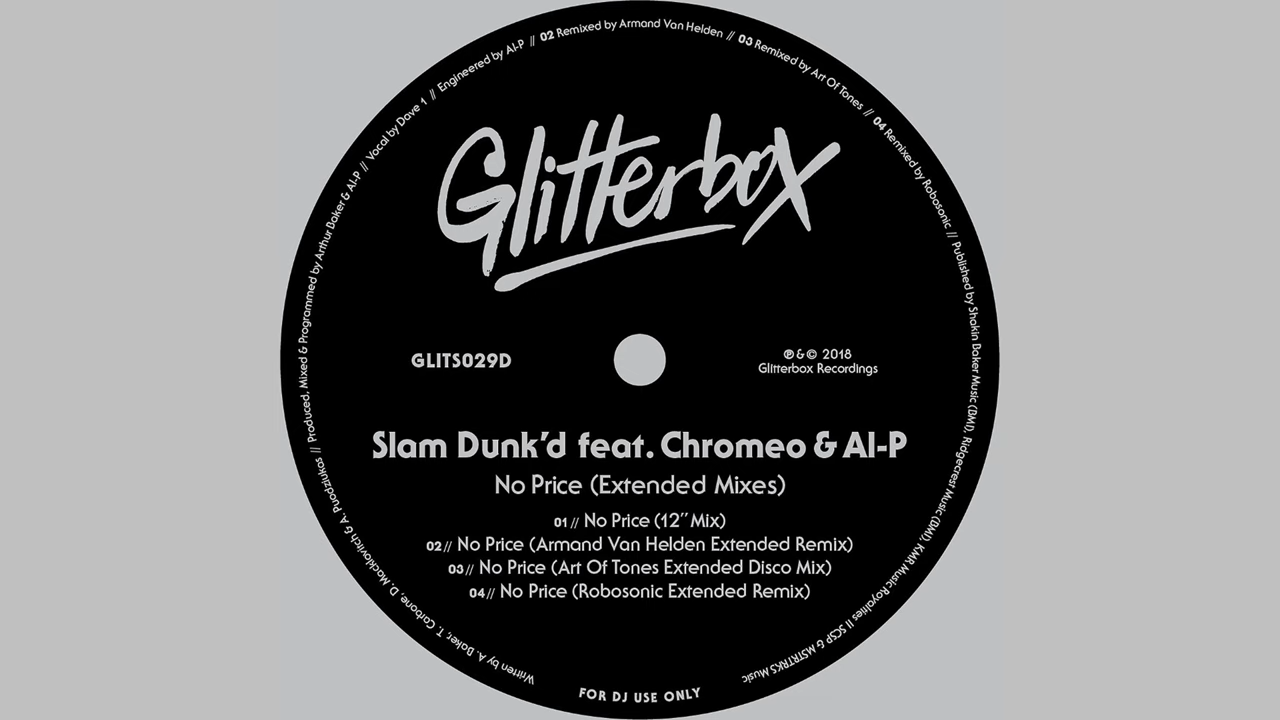 Glitterbox
GLITS029D
℗ & © 2018
Glitterbox Recordings
Slam Dunk'd feat. Chromeo & Al-P
No Price (Extended Mixes)
01 // No Price (12" Mix)
02 // No Price (Armand Van Helden Extended Remix)
03 // No Price (Art Of Tones Extended Disco Mix)
04 // No Price (Robosonic Extended Remix)
Written by A. Baker, T. Carbone, D. Macklovitch & A. Puodziukas // Produced, Mixed & Programmed by Arthur Baker & Al-P // Vocal by Dave 1 // Engineered by Al-P // 02 Remixed by Armand Van Helden // 03 Remixed by Art Of Tones // 04 Remixed by Robosonic // Published by Shakin Baker Music (BMI), Ridgecrest Music (BMI), KMR Music Royalties II SCSP & MSTRTRKS Music
FOR DJ USE ONLY